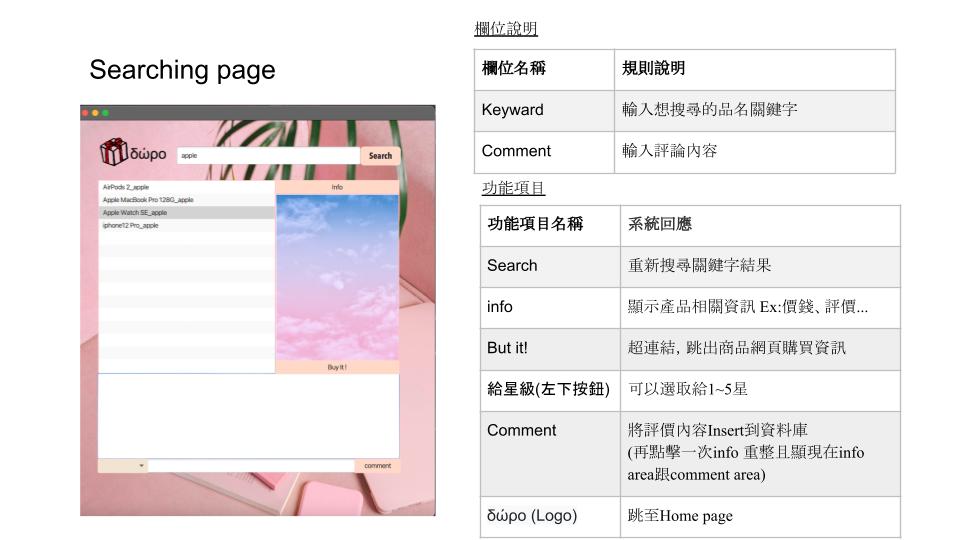 Searching page
δώρο
apple
Search
AirPods 2_apple
Apple MacBook Pro 128G_apple
Apple Watch SE_apple
iphone12 Pro_apple
Info
Buy It !
comment
欄位說明
欄位名稱 規則說明
Keyward 輸入想搜尋的品名關鍵字
Comment 輸入評論內容
功能項目
功能項目名稱 系統回應
Search 重新搜尋關鍵字結果
info 顯示產品相關資訊 Ex:價錢、評價...
But it! 超連結, 跳出商品網頁購買資訊
給星級(左下按鈕) 可以選取給1~5星
Comment 將評價內容Insert到資料庫
(再點擊一次info 重整且顯現在info
area跟comment area)
δώρο (Logo) 跳至Home page